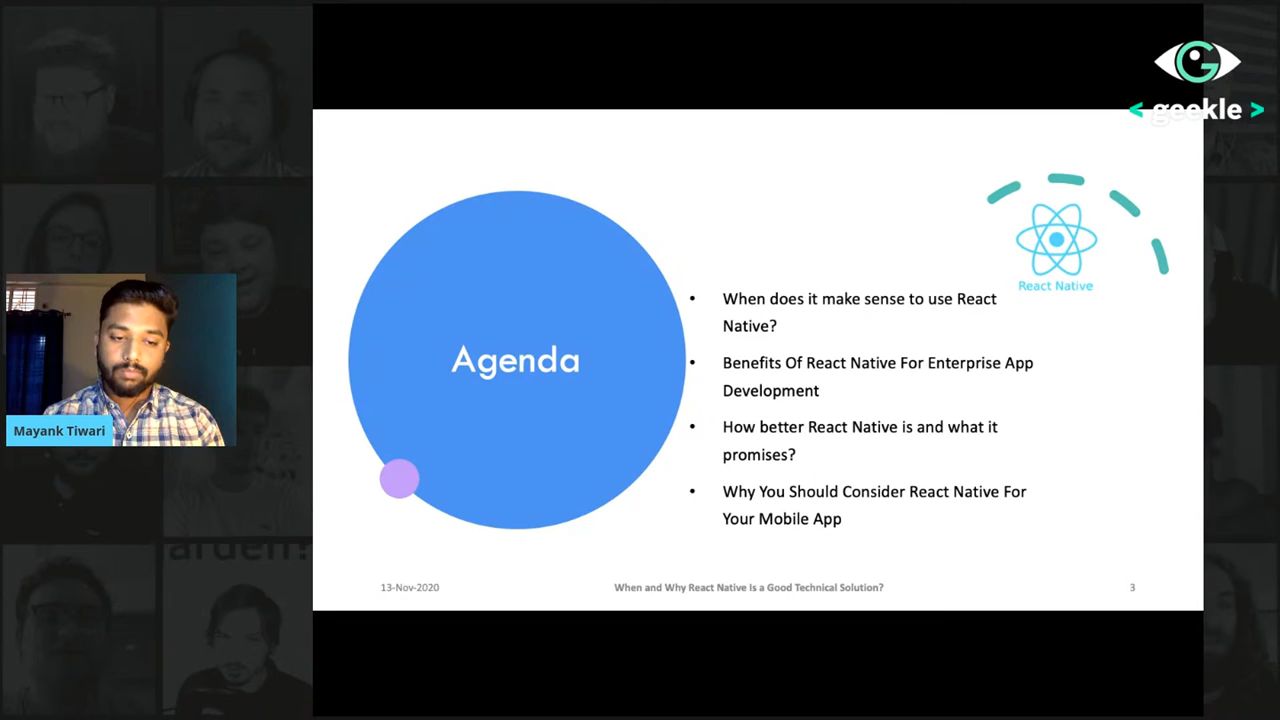 < geekle >
React Native
• When does it make sense to use React
Native?
• Benefits Of React Native For Enterprise App
Development
Agenda
• How better React Native is and what it
promises?
• Why You Should Consider React Native For
Your Mobile App
Mayank Tiwari
13-Nov-2020
When and Why React Native Is a Good Technical Solution?
3